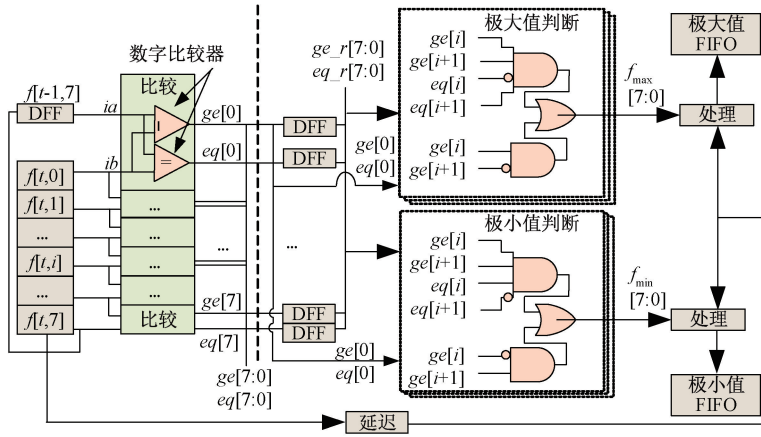 数字比较器
比较
f[t-1,7]
DFF
ia
ib
=
ge[0]
eq[0]
f[t,0]
f[t,1]
...
f[t,i]
...
f[t,7]
...
...
...
...
比较
ge[7]
eq[7]
...
ge[7:0]
eq[7:0]
DFF
DFF
...
DFF
DFF
ge_r[7:0]
eq_r[7:0]
ge[0]
eq[0]
ge[0]
eq[0]
极大值判断
ge[i]
ge[i+1]
eq[i]
eq[i+1]
ge[i]
ge[i+1]
极小值判断
ge[i]
ge[i+1]
eq[i]
eq[i+1]
ge[i]
ge[i+1]
fmax
[7:0]
fmin
[7:0]
极大值
FIFO
处理
处理
极小值
FIFO
延迟